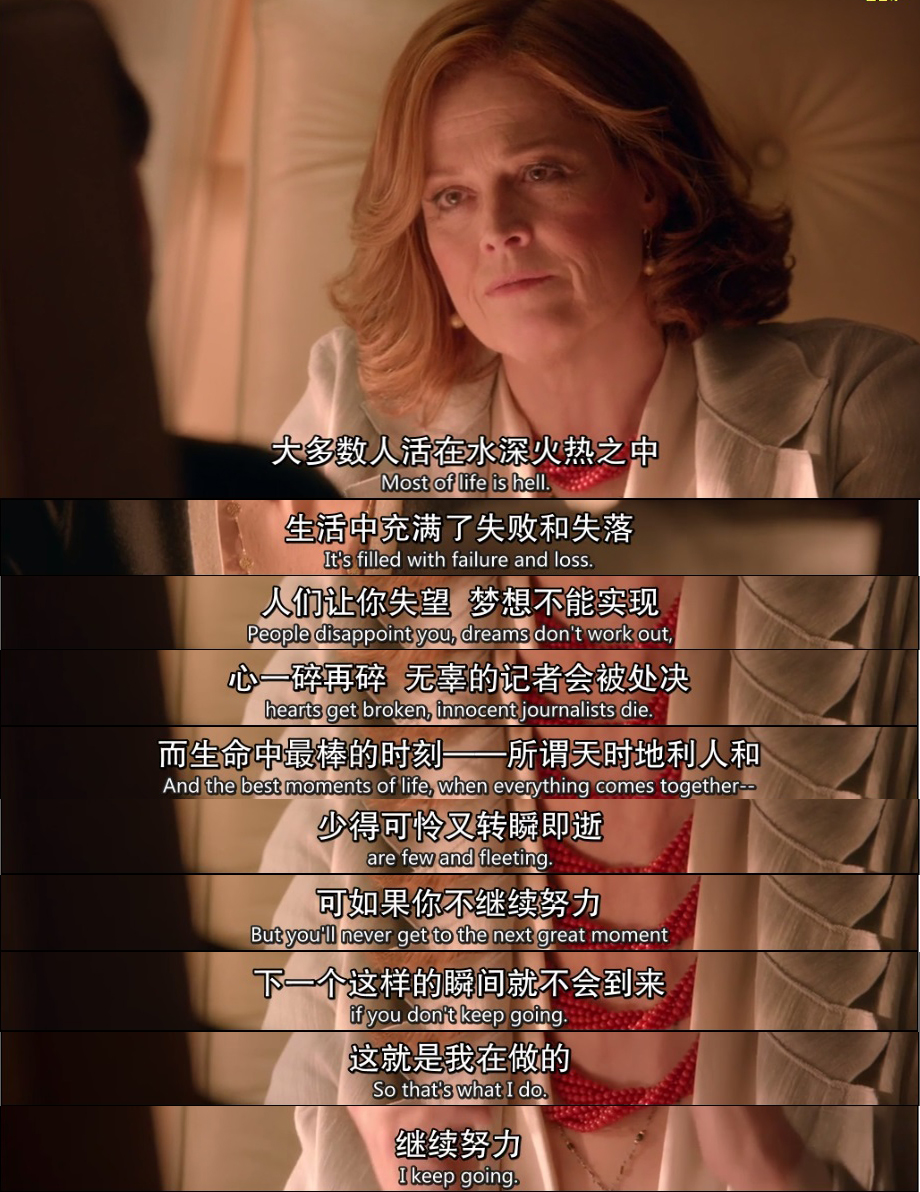 大多数人活在水深火热之中
Most of life is hell.
生活中充满了失败和失落
It's filled with failure and loss.
人们让你失望 梦想不能实现
People disappoint you, dreams don't work out,
心一碎再碎 无辜的记者会被处决
hearts get broken, innocent journalists die.
而生命中最棒的时刻——所谓天时地利人和
And the best moments of life, when everything comes together--
少得可怜又转瞬即逝
are few and fleeting.
可如果你不继续努力
But you'll never get to the next great moment
下一个这样的瞬间就不会到来
if you don't keep going.
这就是我在做的
So that's what I do.
继续努力
I keep going.